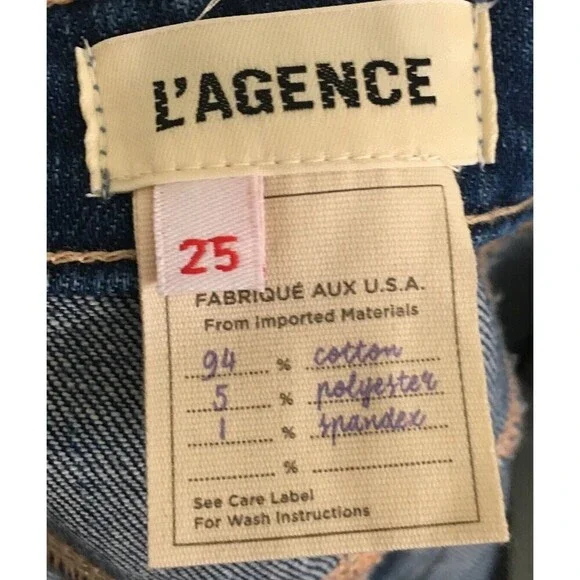 L'AGENCE
25
FABRIQUÉ AUX U.S.A.
From Imported Materials
94 % cotton
5 % polyester
1 % spandex
%
See Care Label
For Wash Instructions